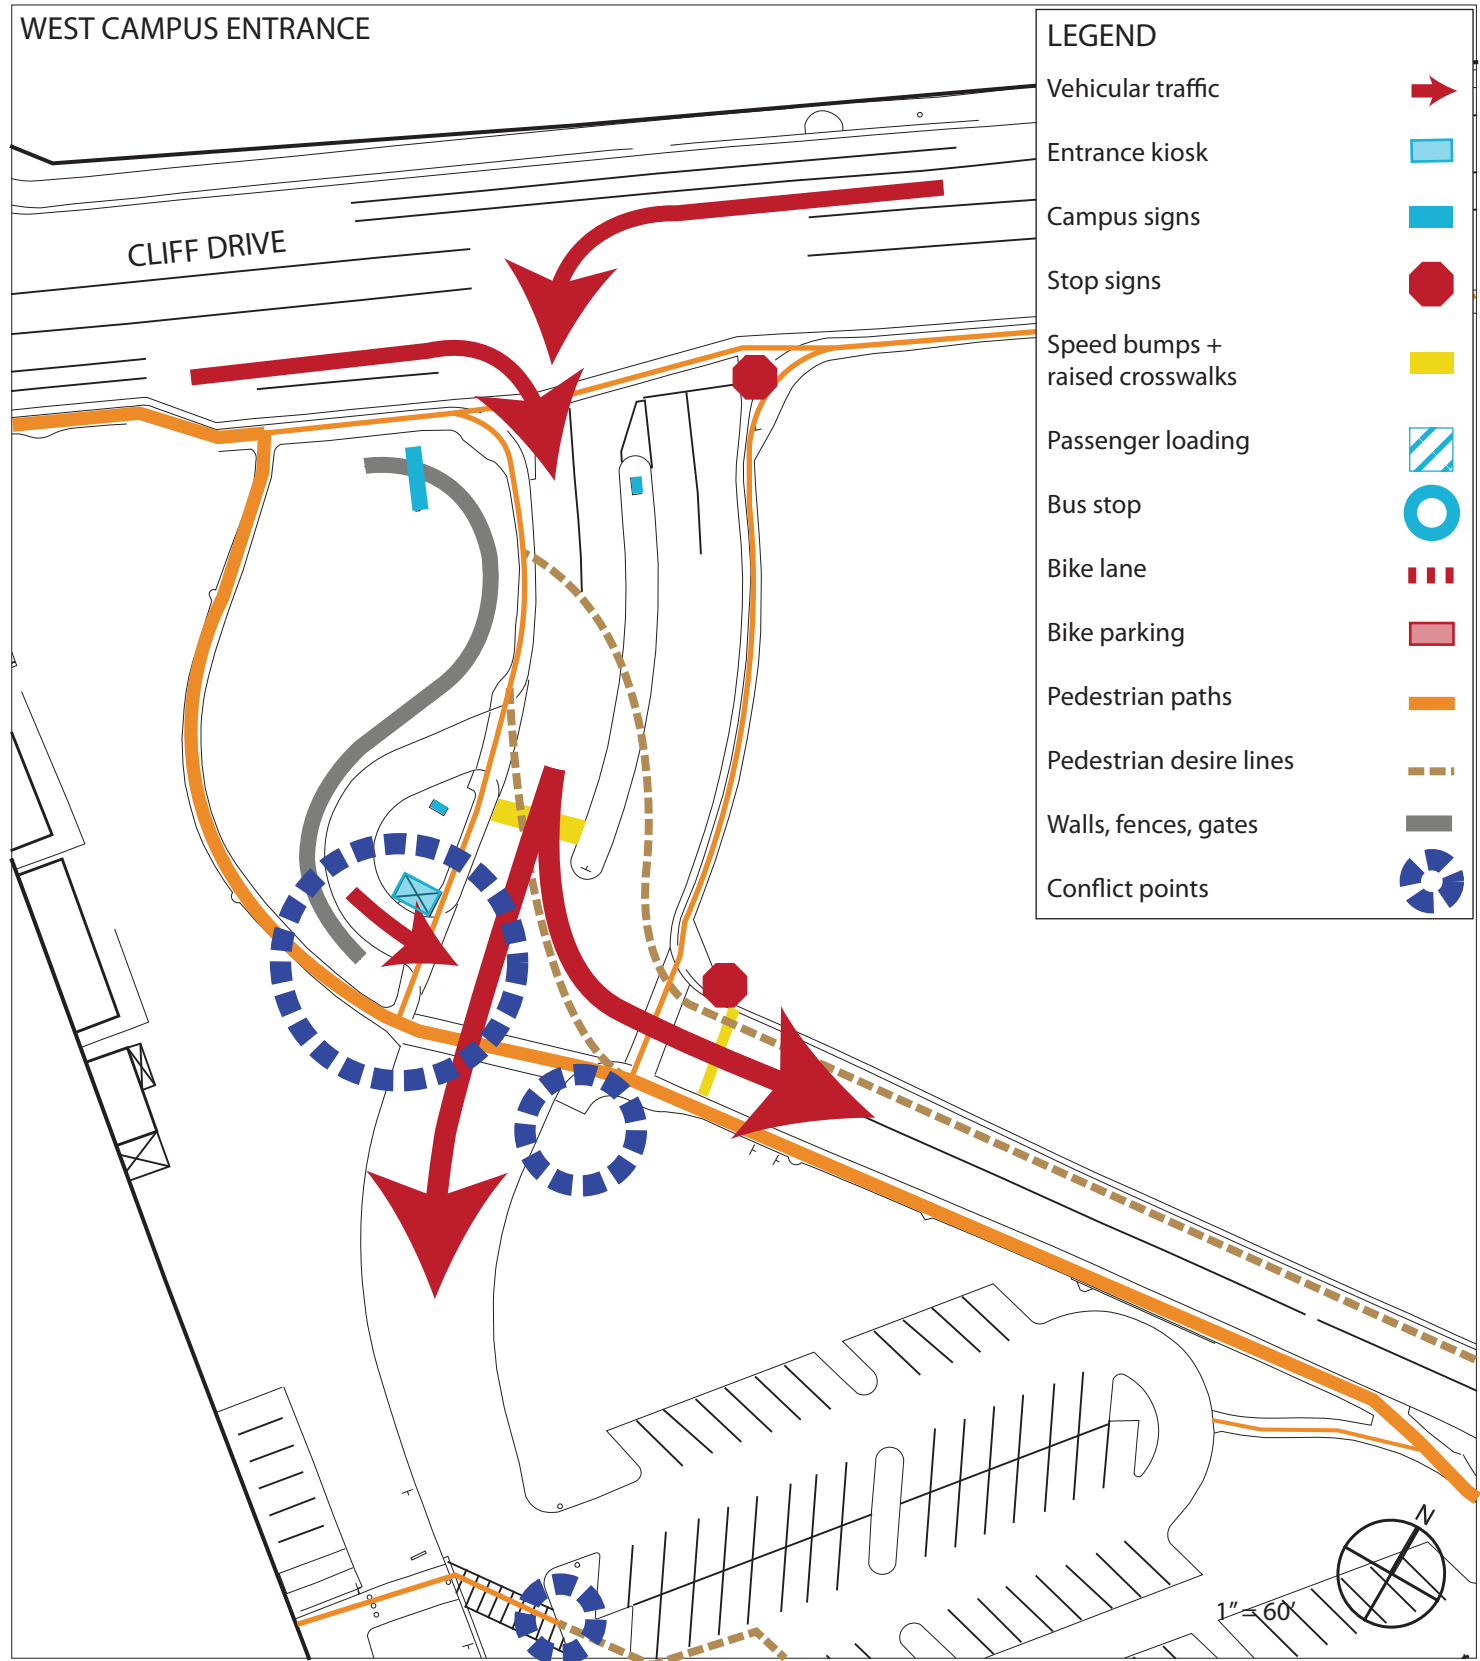 WEST CAMPUS ENTRANCE
CLIFF DRIVE
LEGEND
Vehicular traffic
Entrance kiosk
Campus signs
Stop signs
Speed bumps +
raised crosswalks
Passenger loading
Bus stop
Bike lane
Bike parking
Pedestrian paths
Pedestrian desire lines
Walls, fences, gates
Conflict points
N
1” = 60’